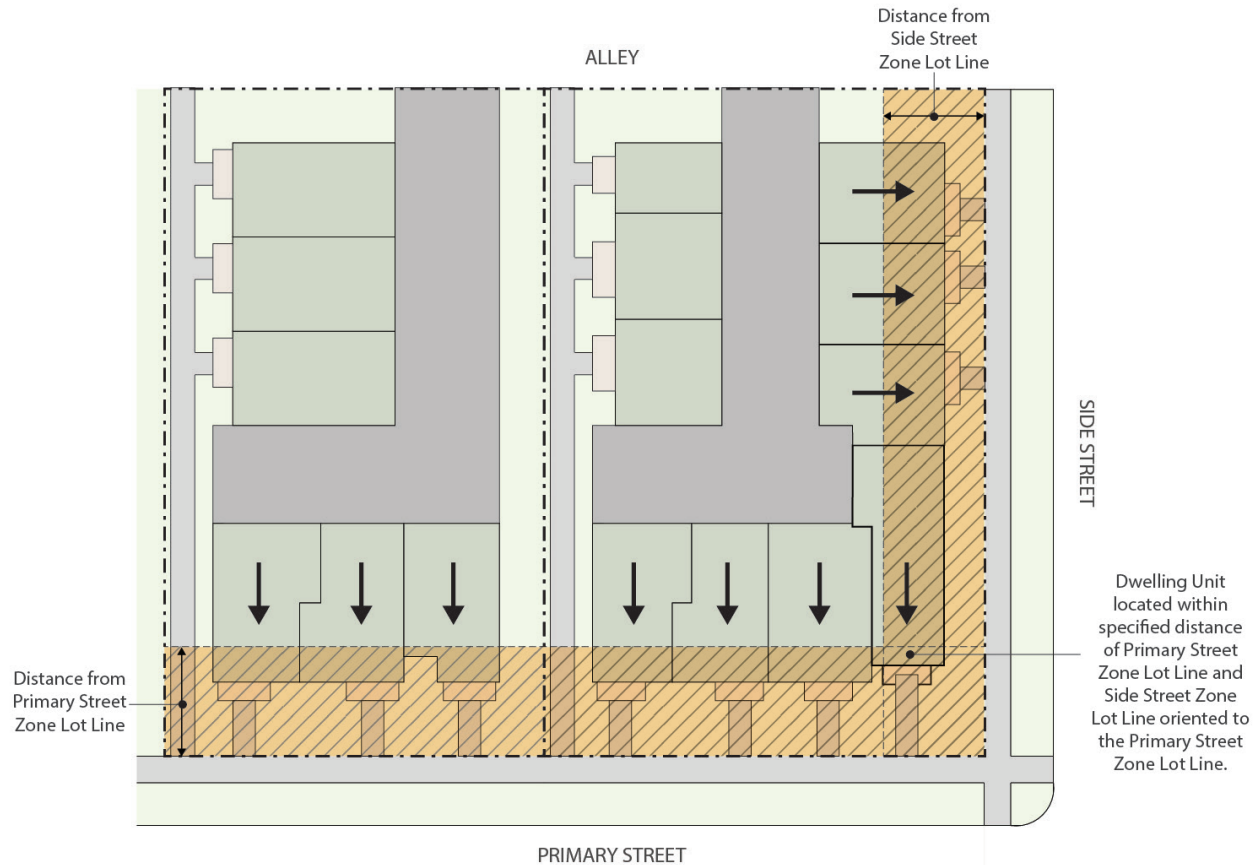 Distance from
Side Street
Zone Lot Line
ALLEY
SIDE STREET
Distance from
Primary Street
Zone Lot Line
Dwelling Unit
located within
specified distance
of Primary Street
Zone Lot Line and
Side Street Zone
Lot Line oriented to
the Primary Street
Zone Lot Line.
PRIMARY STREET